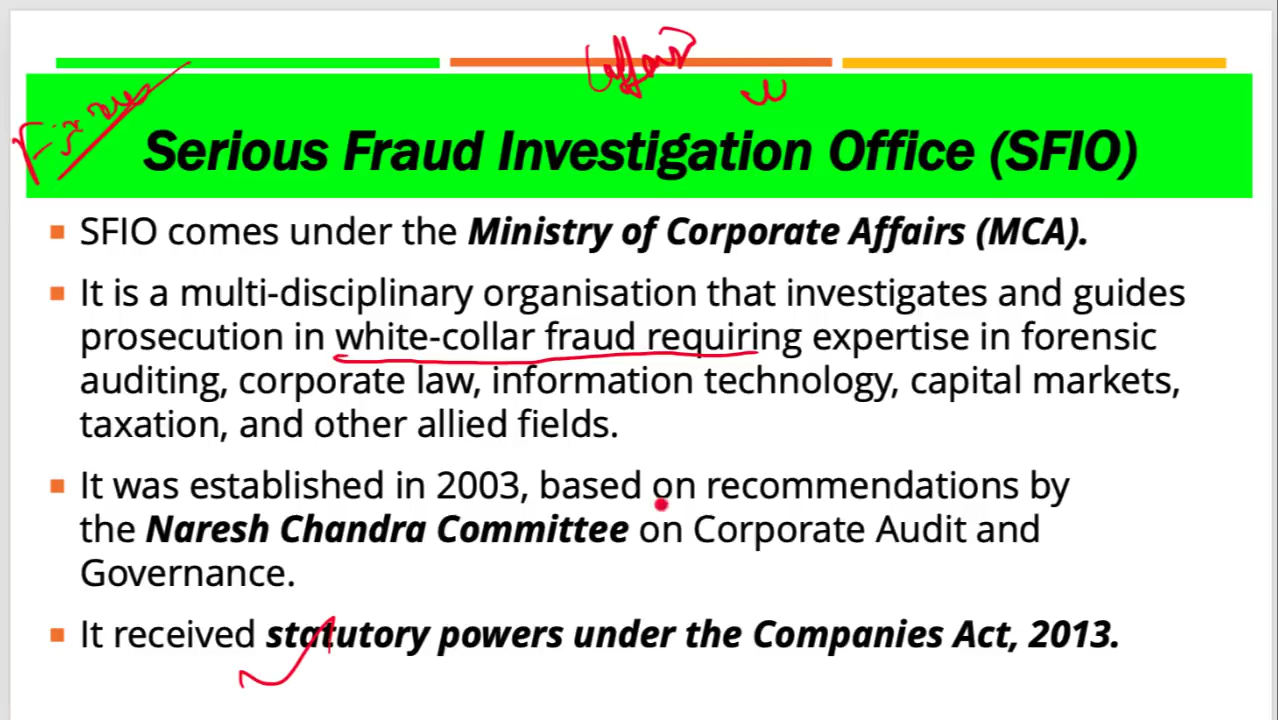 Serious Fraud Investigation Office (SFIO)
SFIO comes under the Ministry of Corporate Affairs (MCA).
It is a multi-disciplinary organisation that investigates and guides
prosecution in white-collar fraud requiring expertise in forensic
auditing, corporate law, information technology, capital markets,
taxation, and other allied fields.
It was established in 2003, based on recommendations by
the Naresh Chandra Committee on Corporate Audit and
Governance.
It received statutory powers under the Companies Act, 2013.